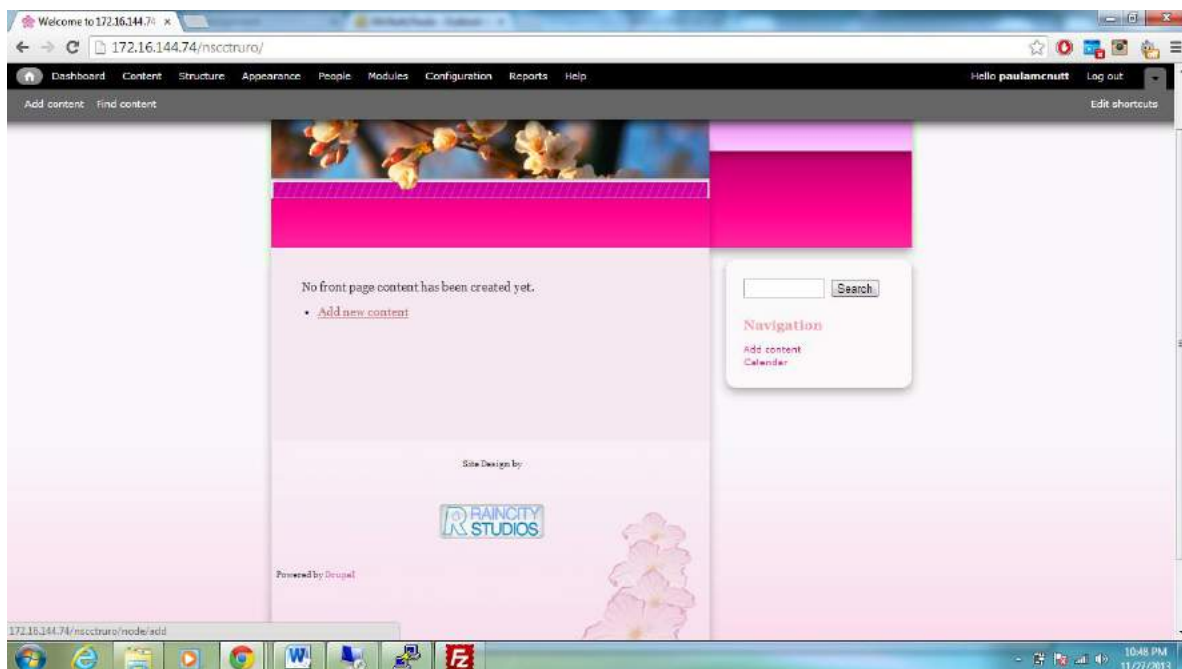 Welcome to 172.16.144.74
172.16.144.74/nscctruro/
Dashboard Content Structure Appearance People Modules Configuration Reports Help Hello paulamcnutt Log out
Add content Find content Edit shortcuts
No front page content has been created yet.
Add new content
Search
Navigation
Add content
Calender
Site Design by
RAINCITY
STUDIOS
Powered by Drupal
172.16.144.74/nscctruro/node/add
10:48 PM
11/27/2013